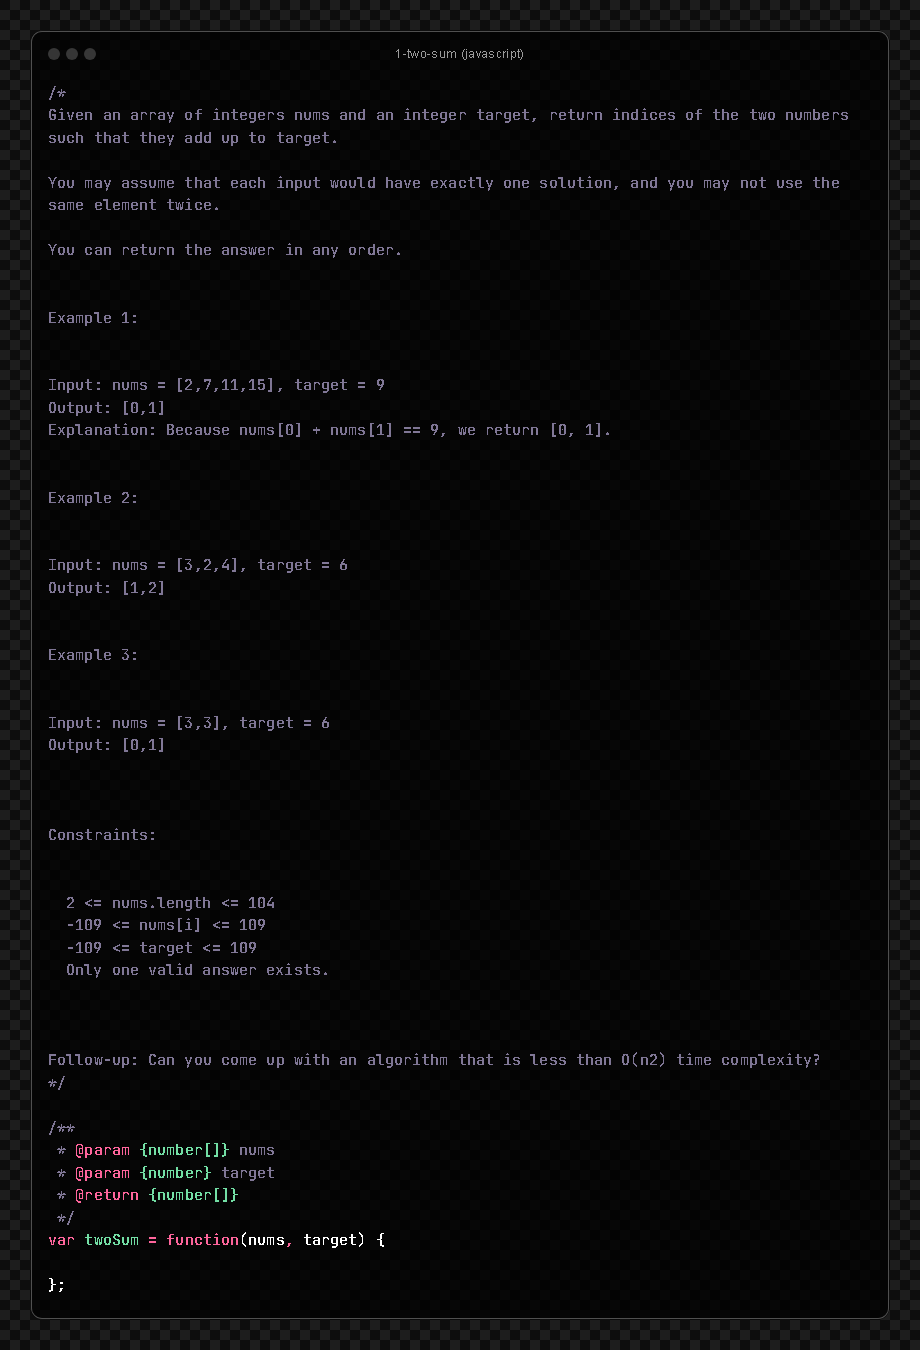 1-two-sum (javascript)
/*
Given an array of integers nums and an integer target, return indices of the two numbers
such that they add up to target.
You may assume that each input would have exactly one solution, and you may not use the
same element twice.
You can return the answer in any order.
Example 1:
Input: nums = [2,7,11,15], target = 9
Output: [0,1]
Explanation: Because nums[0] + nums[1] == 9, we return [0, 1].
Example 2:
Input: nums = [3,2,4], target = 6
Output: [1,2]
Example 3:
Input: nums = [3,3], target = 6
Output: [0,1]
Constraints:
  2 <= nums.length <= 104
  -109 <= nums[i] <= 109
  -109 <= target <= 109
  Only one valid answer exists.
Follow-up: Can you come up with an algorithm that is less than O(n2) time complexity?
*/
/**
 * @param {number[]} nums
 * @param {number} target
 * @return {number[]}
 */
var twoSum = function(nums, target) {
};